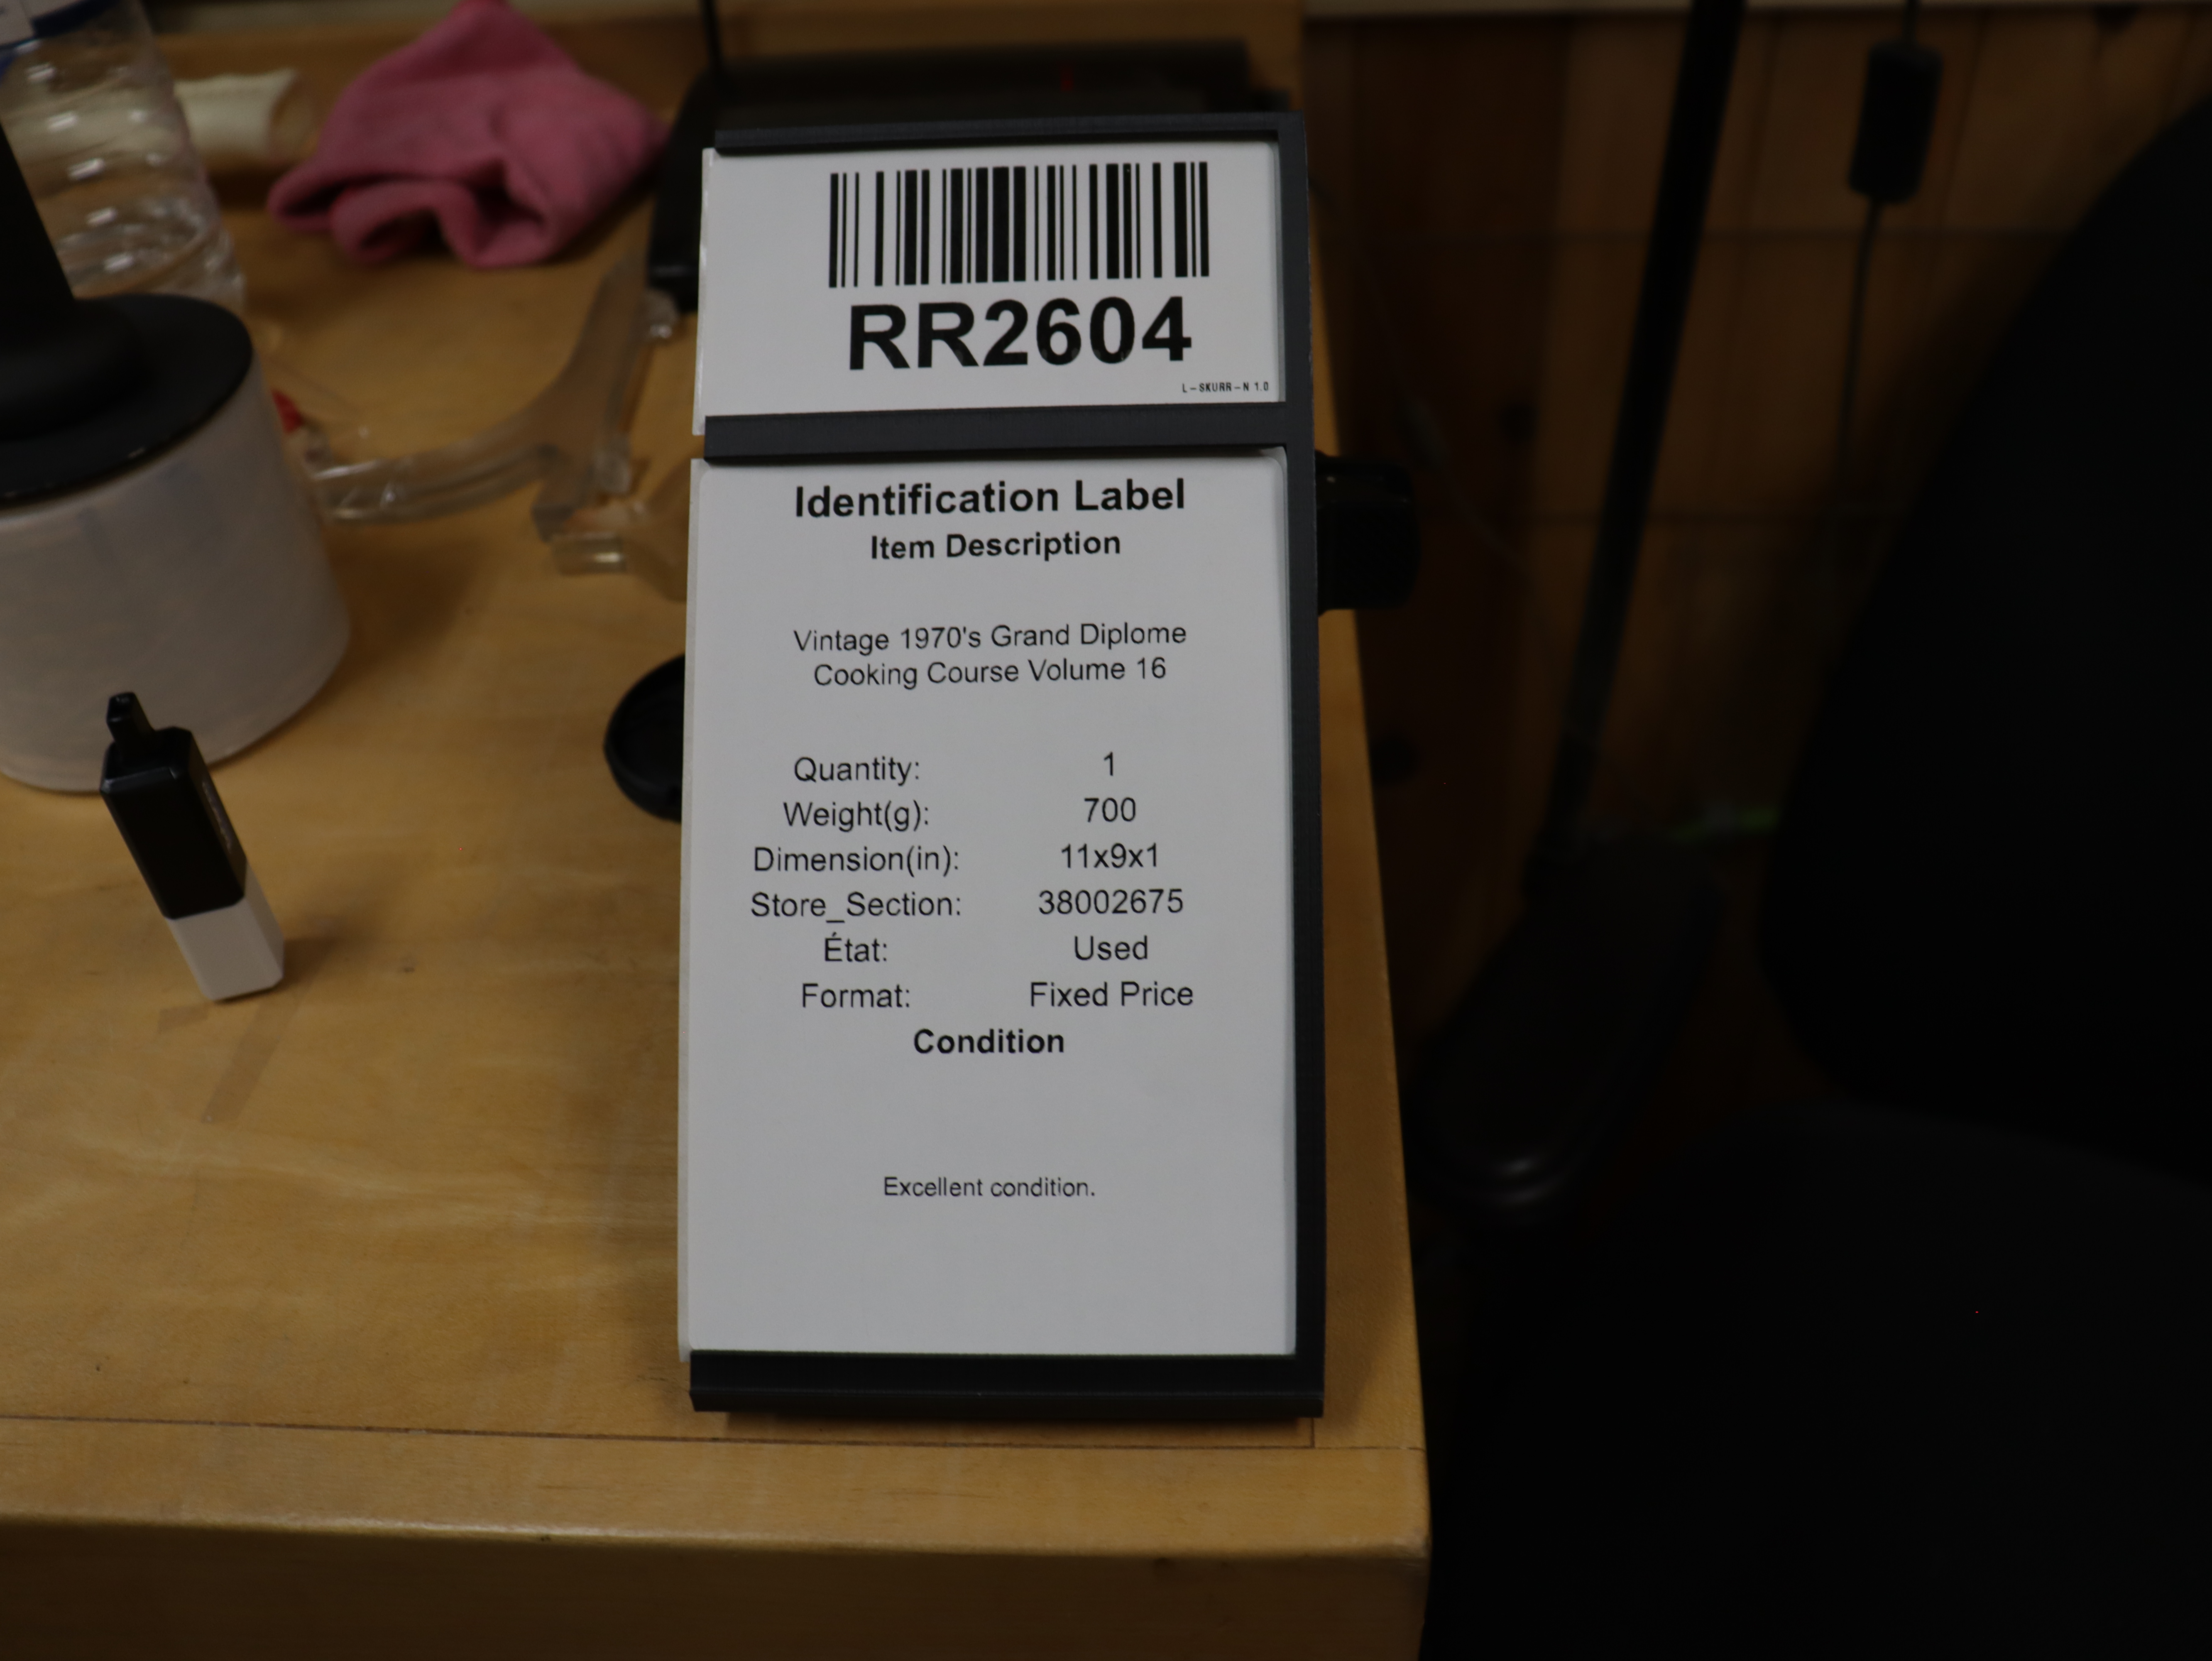 RR2604
L-SKURR-N 1.0
Identification Label
Item Description
Vintage 1970's Grand Diplome
Cooking Course Volume 16
Quantity: 1
Weight(g): 700
Dimension(in): 11x9x1
Store_Section: 38002675
État: Used
Format: Fixed Price
Condition
Excellent condition.